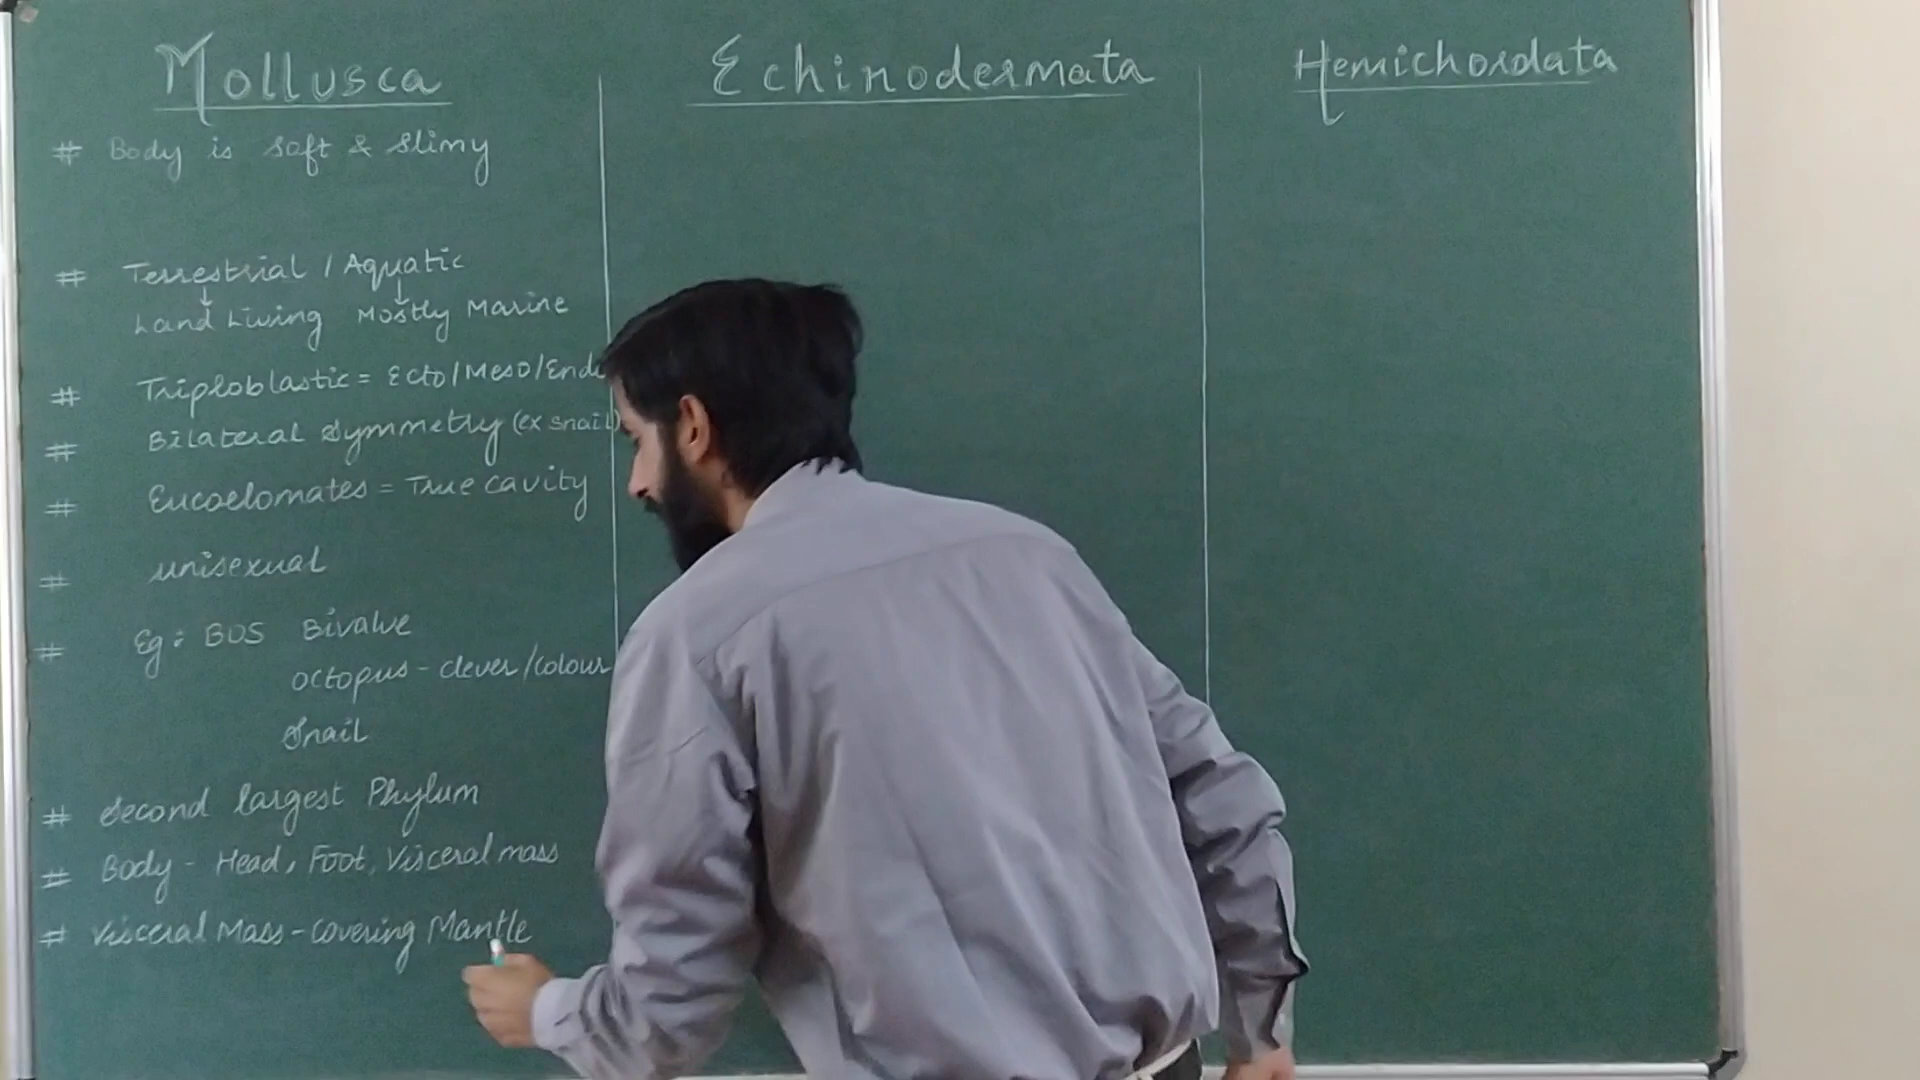 Mollusca
# Body is soft & slimy
# Terrestrial / Aquatic
↓ ↓
Land Living Mostly Marine
# Triploblastic = Ecto/Meso/Endo
# Bilateral Symmetry (ex snail)
# Eucoelomates = True cavity
# unisexual
# Eg: BOS Bivalve
octopus - clever/colour
Snail
# Second largest Phylum
# Body - Head, Foot, Visceral mass
# Visceral Mass - covering Mantle
Echinodermata
Hemichordata